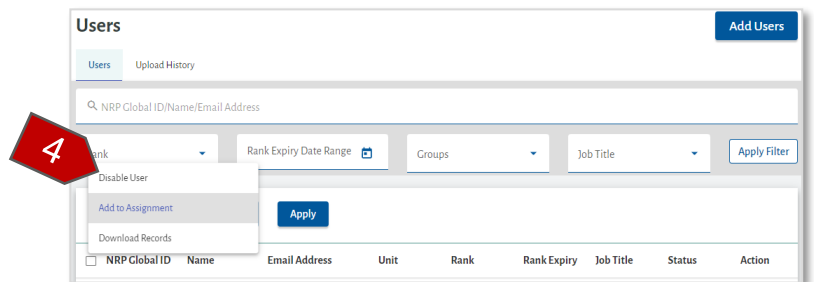 Users
Add Users
Users Upload History
NRP Global ID/Name/Email Address
4
ank Rank Expiry Date Range Groups Job Title Apply Filter
Disable User
Add to Assignment
Apply
Download Records
NRP Global ID Name Email Address Unit Rank Rank Expiry Job Title Status Action